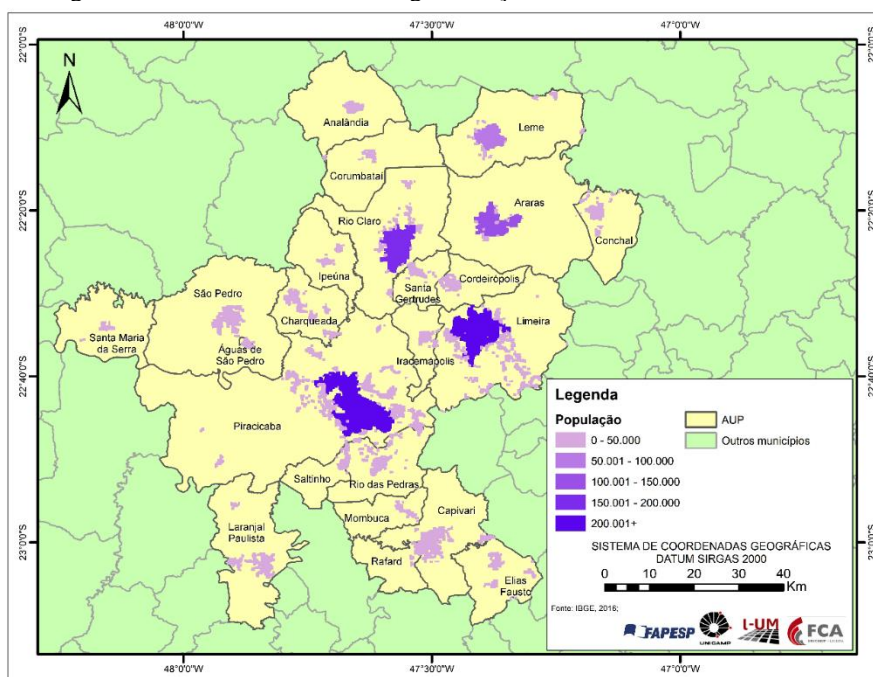 48°0'0"W
47°30'0"W
47°0'0"W
22°0'0"S
22°0'0"S
N
Analândia
Leme
Corumbataí
22°20'0"S
22°20'0"S
Araras
Rio Claro
Conchal
Ipeúna
Cordeirópolis
Santa
Gertrudes
São Pedro
Charqueada
Limeira
Santa Maria
da Serra
Águas de
São Pedro
Iracemápolis
22°40'0"S
22°40'0"S
Piracicaba
Saltinho
Rio das Pedras
Mombuca
Capivari
Laranjal
Paulista
Rafard
Elias
Fausto
23°0'0"S
23°0'0"S
Legenda
População
0 - 50.000
50.001 - 100.000
100.001 - 150.000
150.001 - 200.000
200.001+
AUP
Outros municípios
SISTEMA DE COORDENADAS GEOGRÁFICAS
DATUM SIRGAS 2000
0 10 20 30 40
Km
Fonte: IBGE, 2016;
FAPESP
UNICAMP
L-UM
FCA
48°0'0"W
47°30'0"W
47°0'0"W